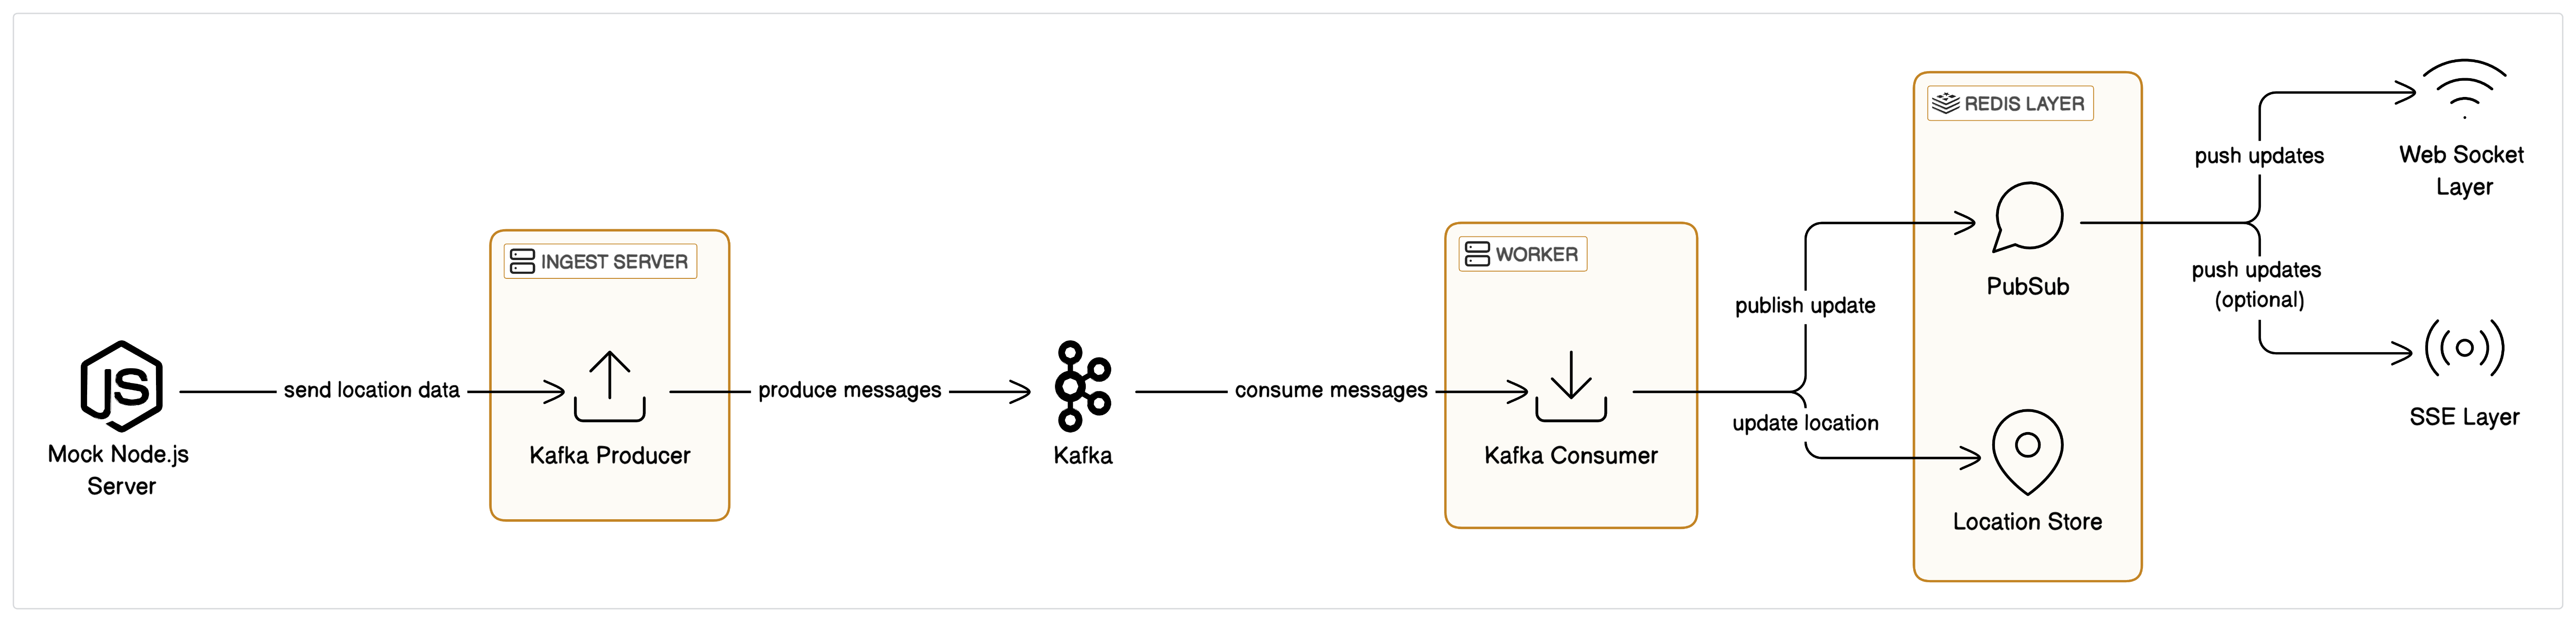 Mock Node.js
Server
send location data
INGEST SERVER
Kafka Producer
produce messages
Kafka
consume messages
WORKER
Kafka Consumer
publish update
update location
REDIS LAYER
PubSub
Location Store
push updates
push updates
(optional)
Web Socket
Layer
SSE Layer
JS